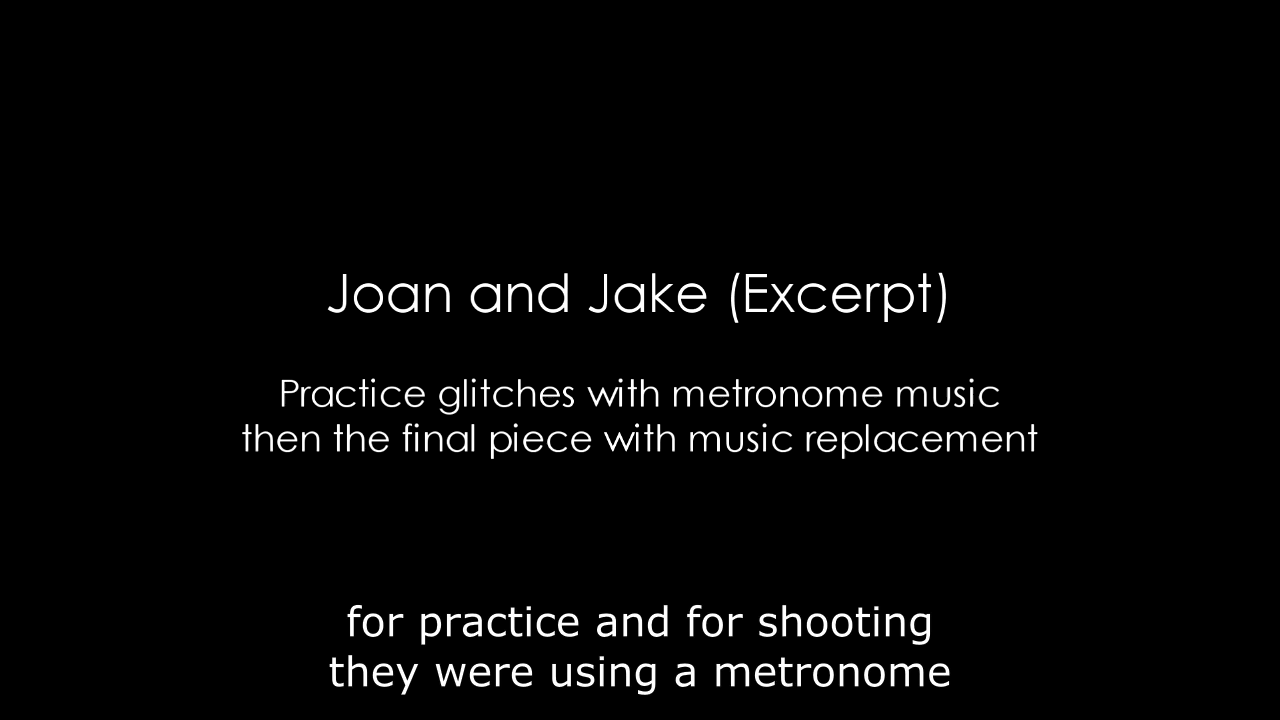 Joan and Jake (Excerpt)
Practice glitches with metronome music
then the final piece with music replacement
for practice and for shooting
they were using a metronome